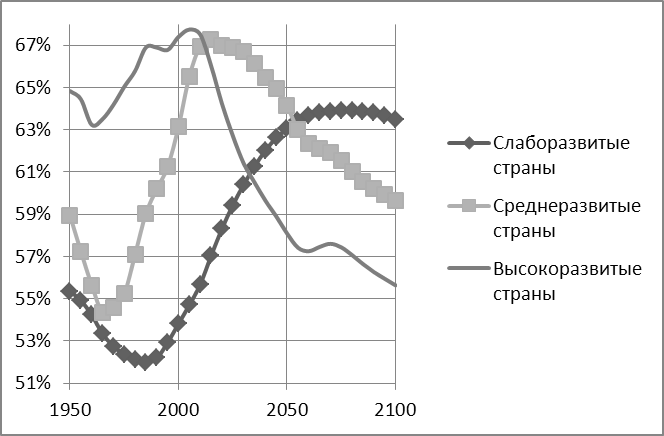 67%
65%
63%
61%
59%
57%
55%
53%
51%
1950 2000 2050 2100
Слаборазвитые
страны
Среднеразвитые
страны
Высокоразвитые
страны